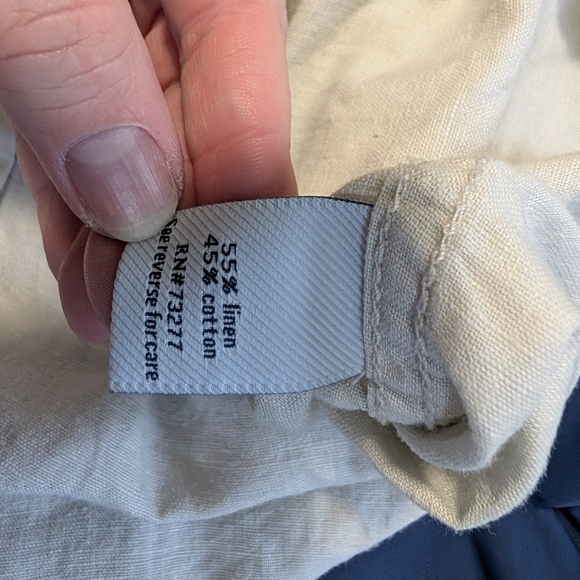 55% linen
45% cotton
RN# 73277
See reverse for care